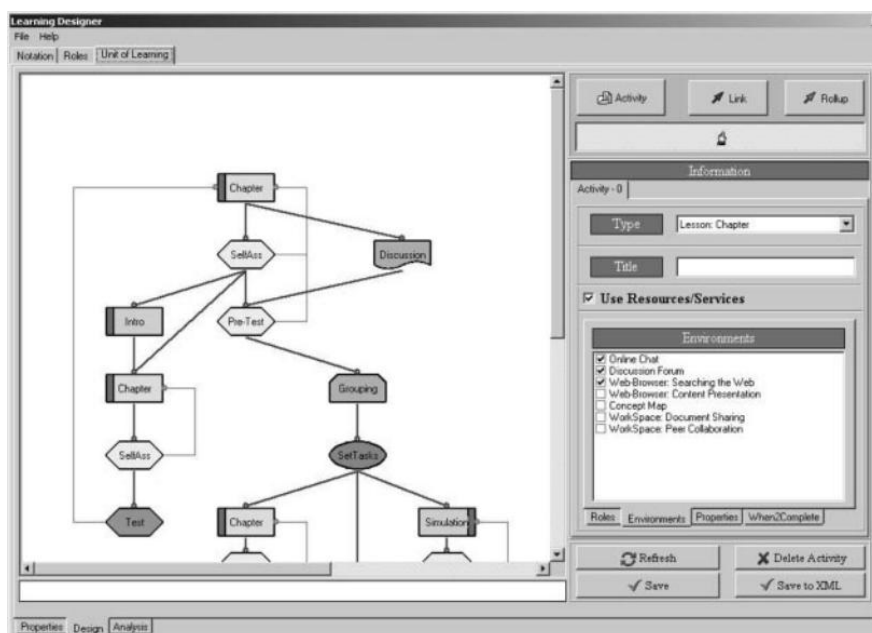 Learning Designer
File Help
Notation Roles Unit of Learning
Activity Link Rollup
Information
Activity - 0
Type Lesson: Chapter
Title
Use Resources/Services
Environments
Online Chat
Discussion Forum
Web-Browser: Searching the Web
Web-Browser: Content Presentation
Concept Map
WorkSpace: Document Sharing
WorkSpace: Peer Collaboration
Roles Environments Properties When2Complete
Refresh Delete Activity
Save Save to XML
Chapter
SelfAss Discussion
Intro Pre-Test
Chapter Grouping
SelfAss SetTasks
Test Chapter Simulation
Properties Design Analysis